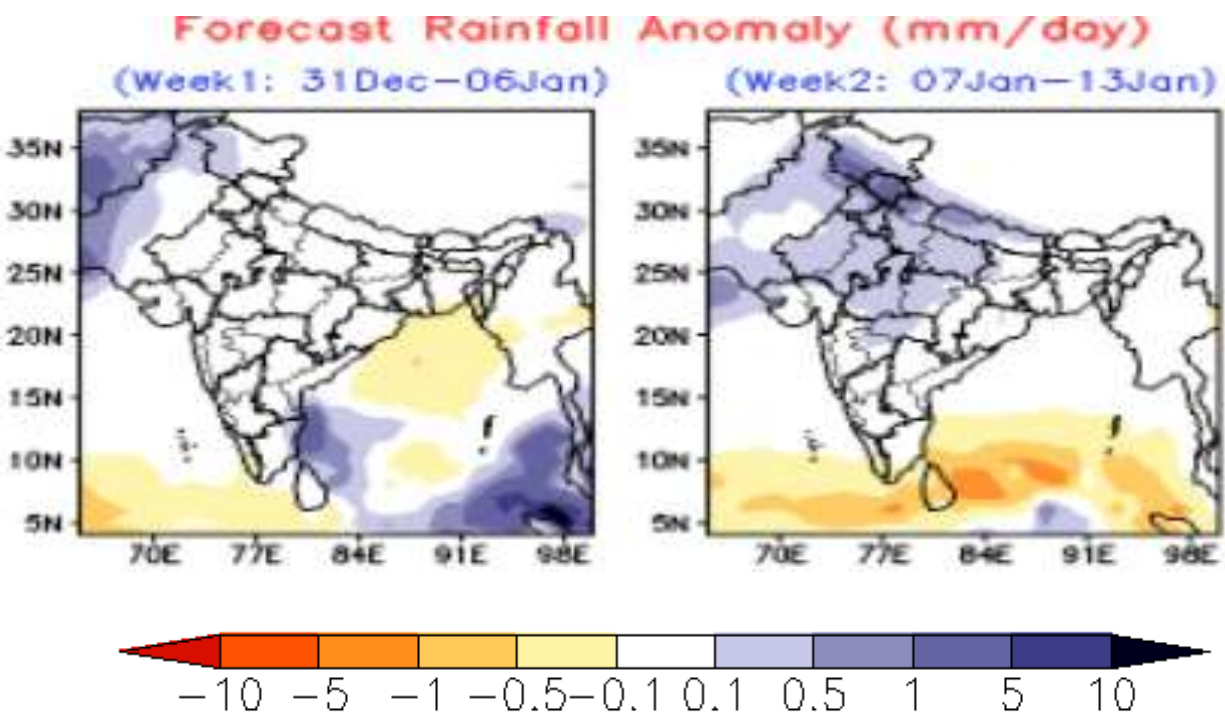 Forecast Rainfall Anomaly (mm/day)
(Week1: 31Dec−06Jan)
(Week2: 07Jan−13Jan)
35N
30N
25N
20N
15N
10N
5N
70E 77E 84E 91E 98E
35N
30N
25N
20N
15N
10N
5N
70E 77E 84E 91E 98E
−10 −5 −1 −0.5 −0.1 0.1 0.5 1 5 10